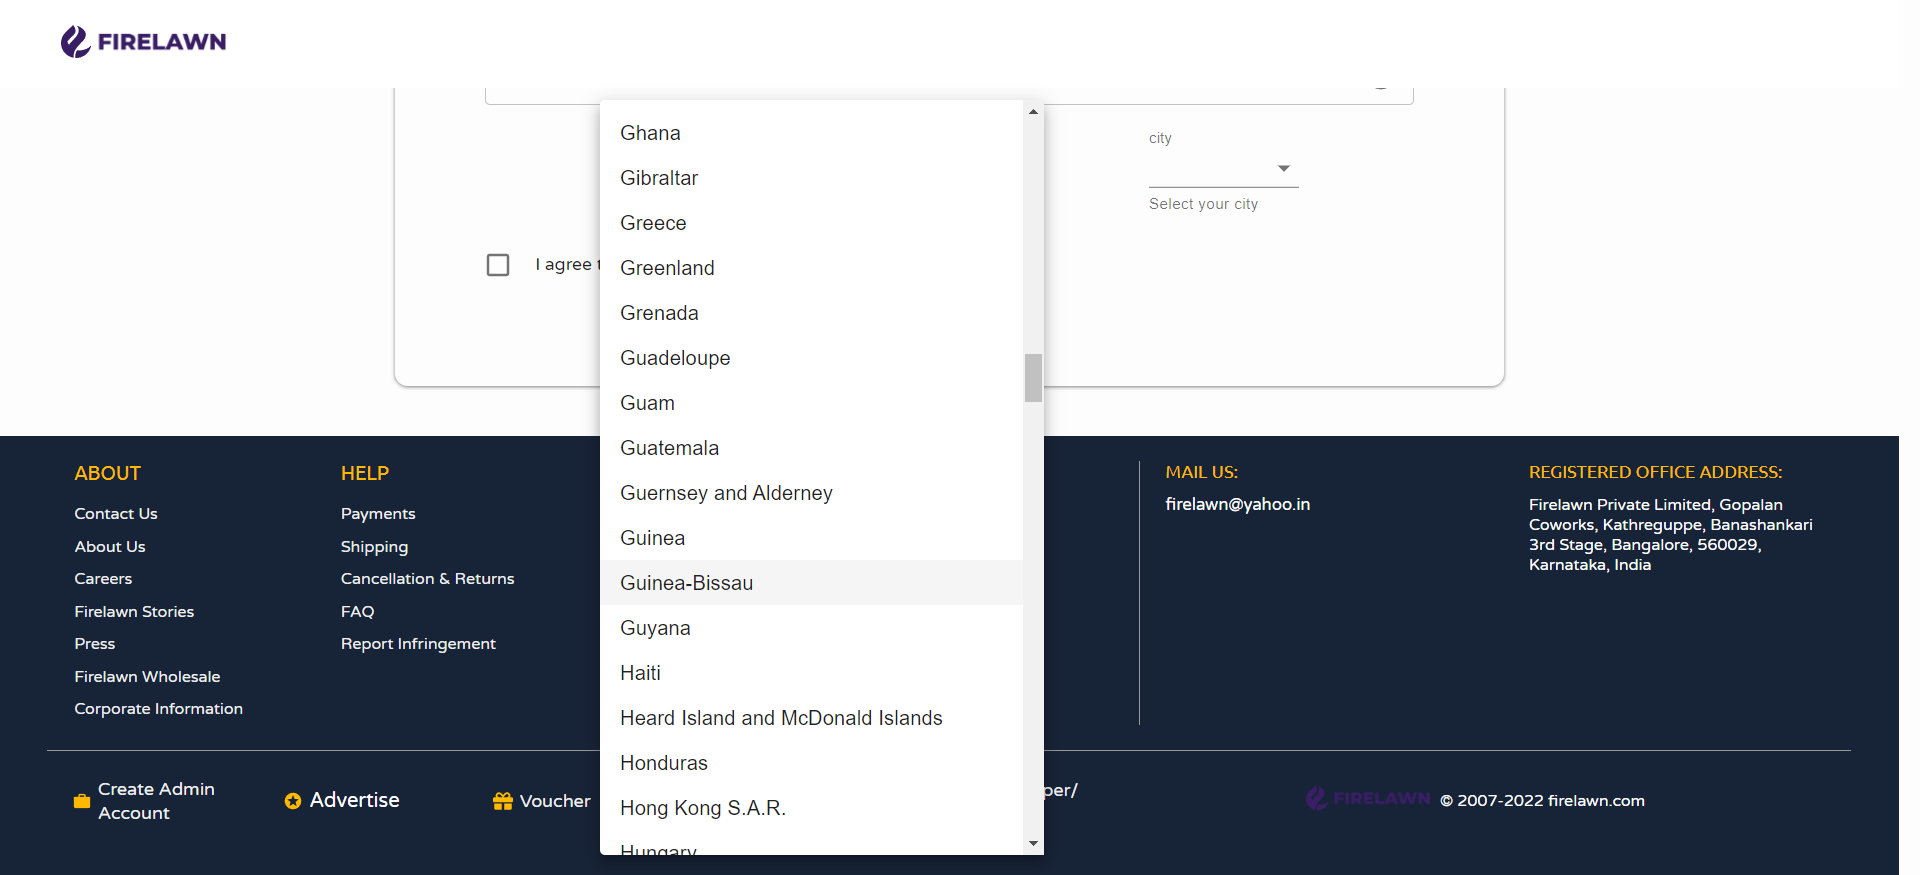 FIRELAWN
Ghana
Gibraltar
Greece
Greenland
Grenada
Guadeloupe
Guam
Guatemala
Guernsey and Alderney
Guinea
Guinea-Bissau
Guyana
Haiti
Heard Island and McDonald Islands
Honduras
Hong Kong S.A.R.
Hungary
city
Select your city
I agree
ABOUT
Contact Us
About Us
Careers
Firelawn Stories
Press
Firelawn Wholesale
Corporate Information
HELP
Payments
Shipping
Cancellation & Returns
FAQ
Report Infringement
MAIL US:
firelawn@yahoo.in
REGISTERED OFFICE ADDRESS:
Firelawn Private Limited, Gopalan
Coworks, Kathreguppe, Banashankari
3rd Stage, Bangalore, 560029,
Karnataka, India
Create Admin
Account
Advertise
Voucher
per/
FIRELAWN
© 2007-2022 firelawn.com